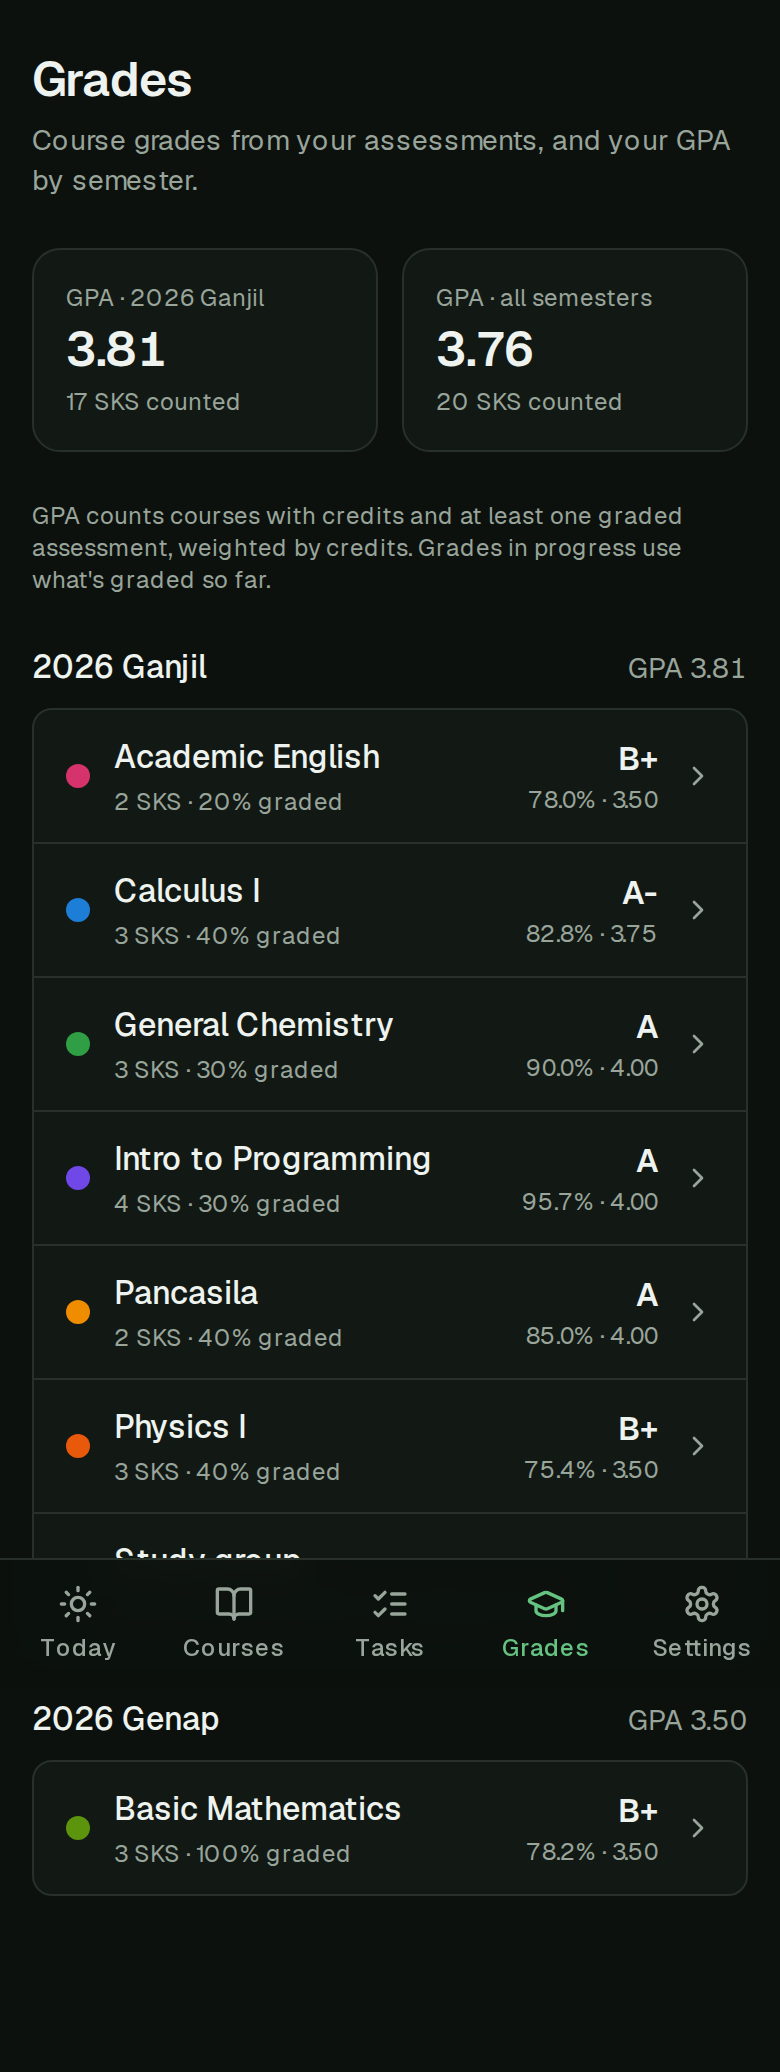 Grades
Course grades from your assessments, and your GPA
by semester.
GPA · 2026 Ganjil
3.81
17 SKS counted
GPA · all semesters
3.76
20 SKS counted
GPA counts courses with credits and at least one graded
assessment, weighted by credits. Grades in progress use
what's graded so far.
2026 Ganjil
GPA 3.81
Academic English
2 SKS · 20% graded
B+
78.0% · 3.50
Calculus I
3 SKS · 40% graded
A-
82.8% · 3.75
General Chemistry
3 SKS · 30% graded
A
90.0% · 4.00
Intro to Programming
4 SKS · 30% graded
A
95.7% · 4.00
Pancasila
2 SKS · 40% graded
A
85.0% · 4.00
Physics I
3 SKS · 40% graded
B+
75.4% · 3.50
Study group
Today
Courses
Tasks
Grades
Settings
2026 Genap
GPA 3.50
Basic Mathematics
3 SKS · 100% graded
B+
78.2% · 3.50